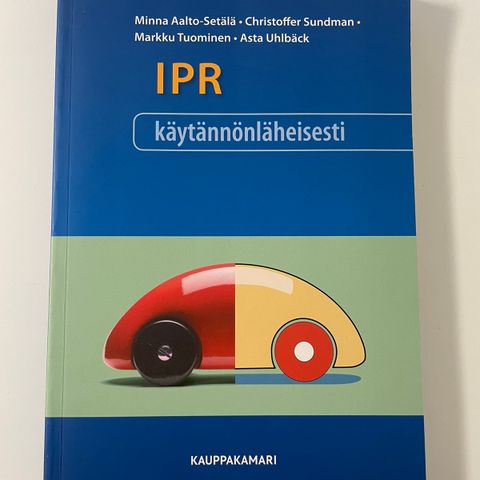 Minna Aalto-Setälä • Christoffer Sundman •
Markku Tuominen • Asta Uhlbäck
IPR
käytännönläheisesti
KAUPPAKAMARI